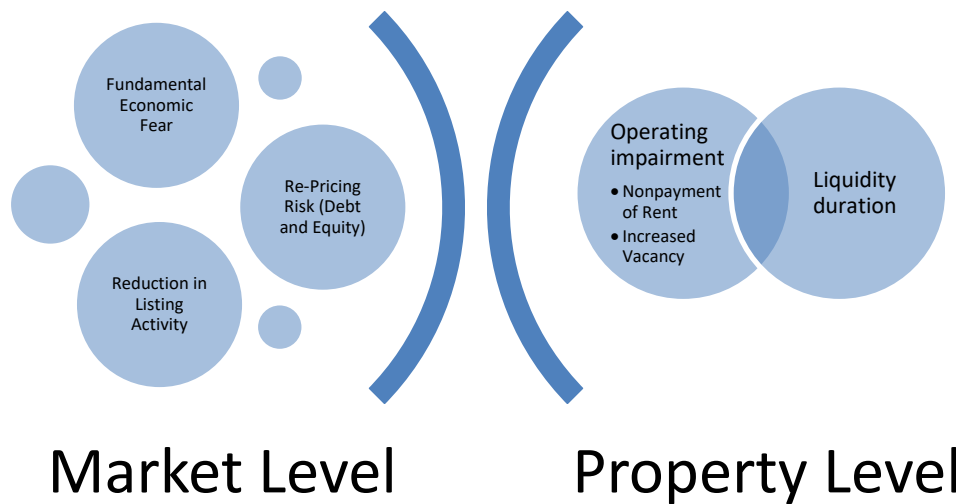 Fundamental
Economic
Fear
Re-Pricing
Risk (Debt
and Equity)
Reduction in
Listing
Activity
Operating
impairment
• Nonpayment
of Rent
• Increased
Vacancy
Liquidity
duration
Market Level
Property Level